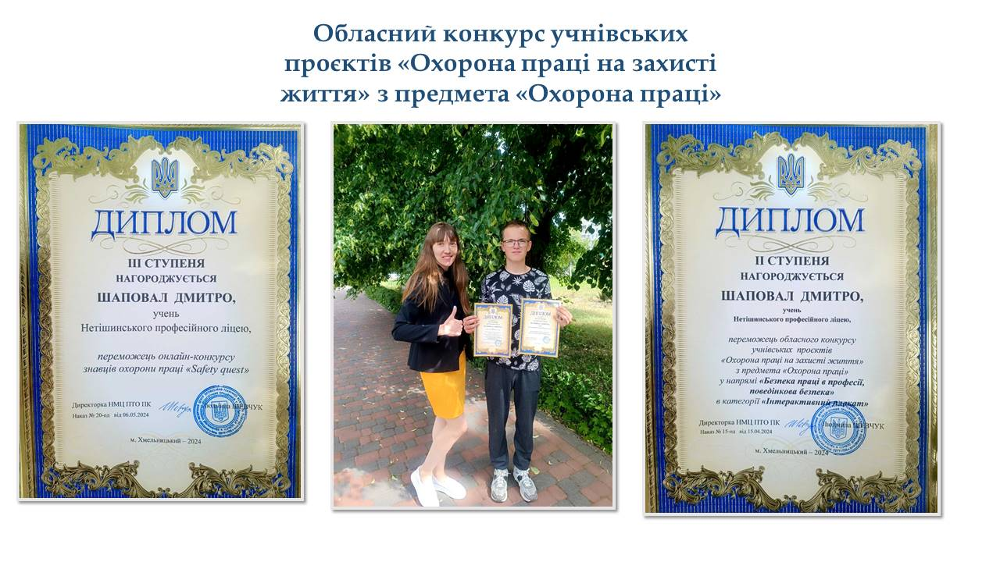 Обласний конкурс учнівських
проєктів «Охорона праці на захисті
життя» з предмета «Охорона праці»
ДИПЛОМ
ІІІ СТУПЕНЯ
НАГОРОДЖУЄТЬСЯ
ШАПОВАЛ ДМИТРО,
учень
Нетішинського професійного ліцею,
переможець онлайн-конкурсу
знавців охорони праці «Safety quest»
Директорка НМЦ ПТО ПК Людмила
Наказ № 20-од від 06.05.2024
м. Хмельницький – 2024
ДИПЛОМ
ДИПЛОМ
ДИПЛОМ
ІІ СТУПЕНЯ
НАГОРОДЖУЄТЬСЯ
ШАПОВАЛ ДМИТРО,
учень
Нетішинського професійного ліцею,
переможець обласного конкурсу
учнівських проєктів
«Охорона праці на захисті життя»
з предмета «Охорона праці»
у напрямі «Безпека праці в професії,
поведінкова безпека»
в категорії «Інтерактивний плакат»
Директорка НМЦ ПТО ПК Людмила
Наказ № 15-од від 15.04.2024
м. Хмельницький – 2024